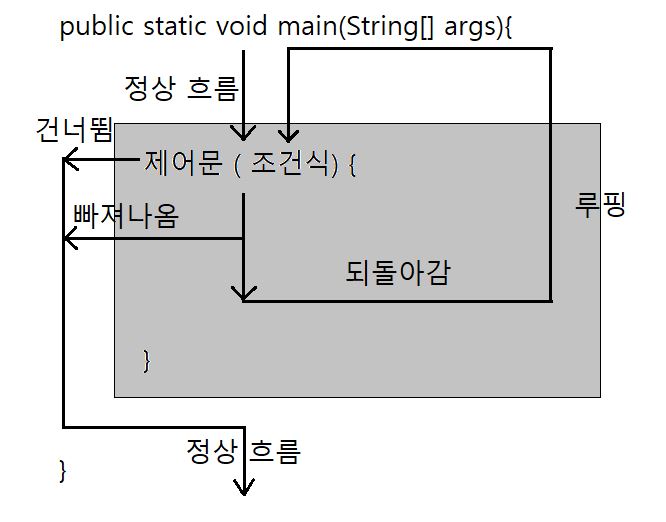 public static void main(String[] args){
정상 흐름
건너뜀
제어문 ( 조건식) {
빠져나옴
루핑
되돌아감
}
정상 흐름
}